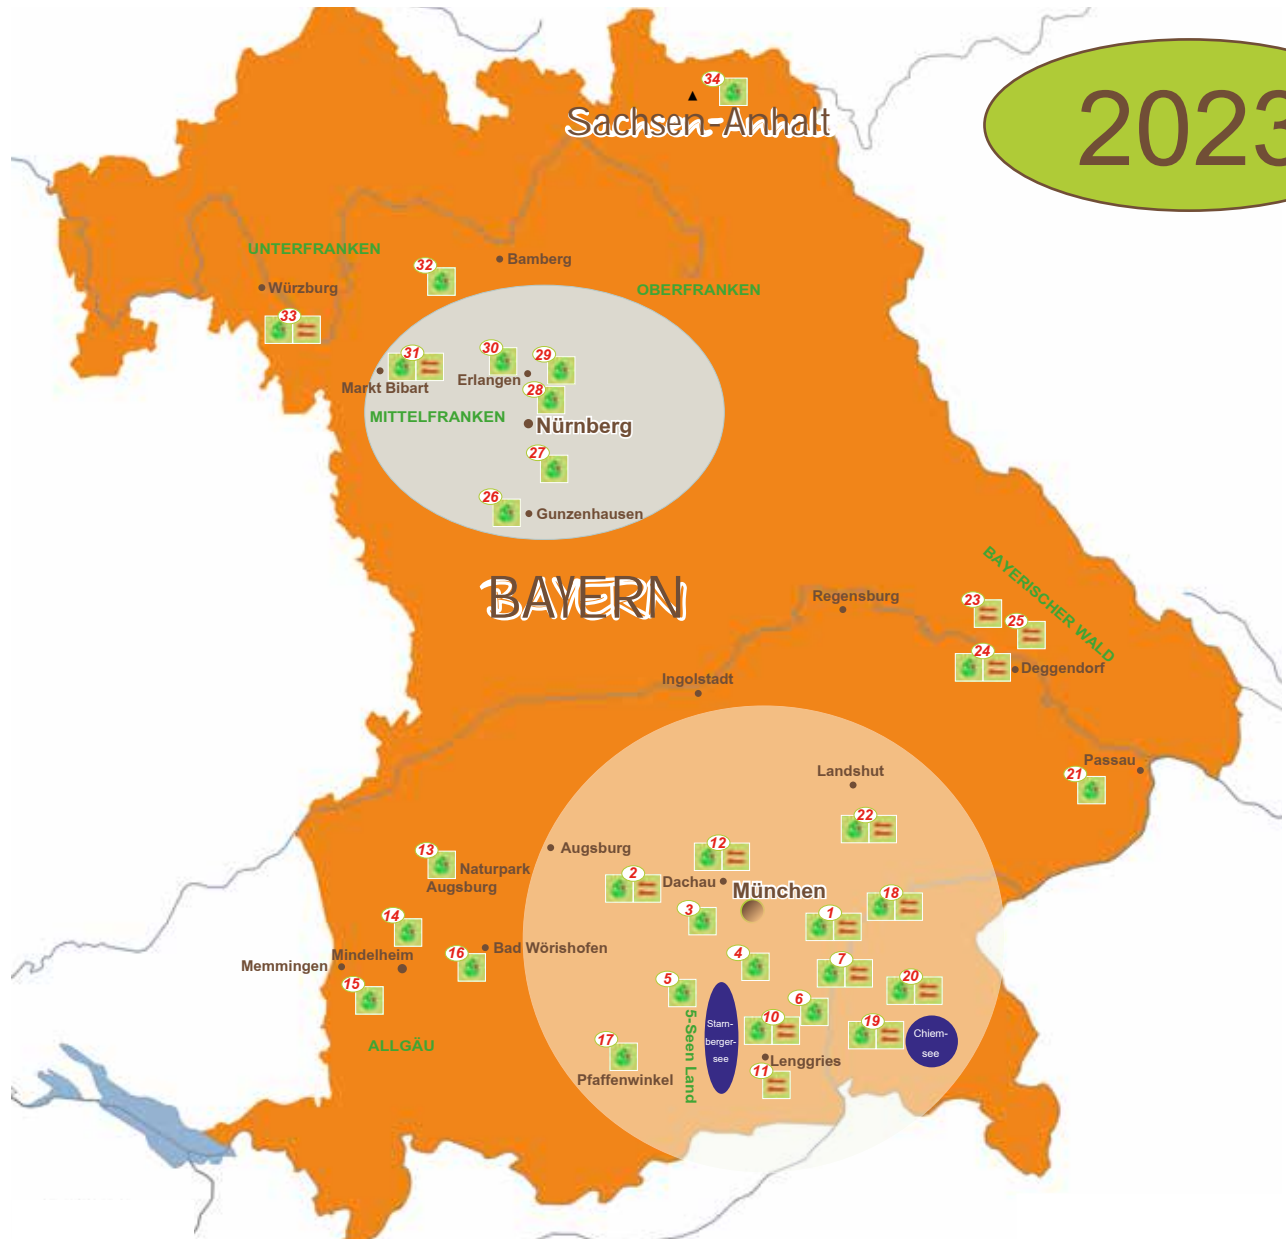 34
Sachsen-Anhalt
2023
UNTERFRANKEN
32
Bamberg
Würzburg
OBERFRANKEN
33
31
30
29
Erlangen
28
Markt Bibart
MITTELFRANKEN
Nürnberg
27
26
Gunzenhausen
BAYERN
BAYERISCHER WALD
Regensburg
23
25
24
Deggendorf
Ingolstadt
Passau
21
Landshut
22
13
Naturpark
Augsburg
Augsburg
12
2
Dachau
München
18
3
1
14
Mindelheim
Memmingen
16
Bad Wörishofen
4
7
15
5
6
20
5-Seen Land
Starn-
berger-
see
10
19
Chiem-
see
ALLGÄU
17
Pfaffenwinkel
Lenggries
11